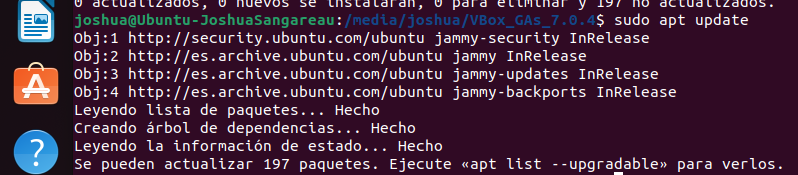 0 actualizados, 0 nuevos se instalarán, 0 para eliminar y 197 no actualizados.
joshua@Ubuntu-JoshuaSangareau:/media/joshua/VBox_GAs_7.0.4$ sudo apt update
Obj:1 http://security.ubuntu.com/ubuntu jammy-security InRelease
Obj:2 http://es.archive.ubuntu.com/ubuntu jammy InRelease
Obj:3 http://es.archive.ubuntu.com/ubuntu jammy-updates InRelease
Obj:4 http://es.archive.ubuntu.com/ubuntu jammy-backports InRelease
Leyendo lista de paquetes... Hecho
Creando árbol de dependencias... Hecho
Leyendo la información de estado... Hecho
Se pueden actualizar 197 paquetes. Ejecute «apt list --upgradable» para verlos.